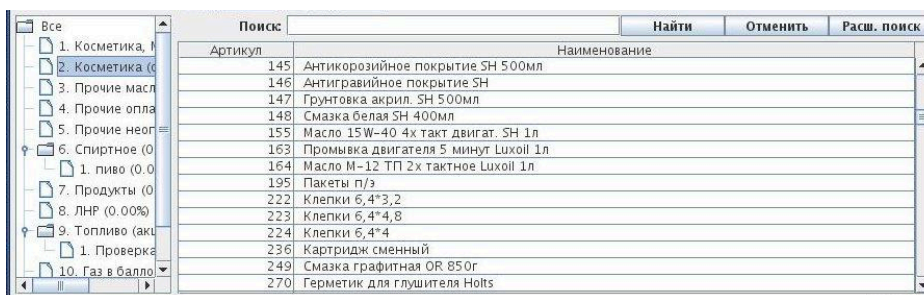 Поиск:
Найти
Отменить
Расш. поиск
Все
1. Косметика,
2. Косметика
3. Прочие масл
4. Прочие опла
5. Прочие неоп
6. Спиртное (0
1. пиво (0.0
7. Продукты (0
8. ЛНР (0.00%)
9. Топливо (акц
1. Проверка
10. Газ в балло
Артикул Наименование
145 Антикорозийное покрытие SH 500мл
146 Антигравийное покрытие SH
147 Грунтовка акрил. SH 500мл
148 Смазка белая SH 400мл
155 Масло 15W-40 4х такт двигат. SH 1л
163 Промывка двигателя 5 минут Luxoil 1л
164 Масло М-12 ТП 2х тактное Luxoil 1л
195 Пакеты п/э
222 Клепки 6,4*3,2
223 Клепки 6,4*4,8
224 Клепки 6,4*4
236 Картридж сменный
249 Смазка графитная OR 850г
270 Герметик для глушителя Holts